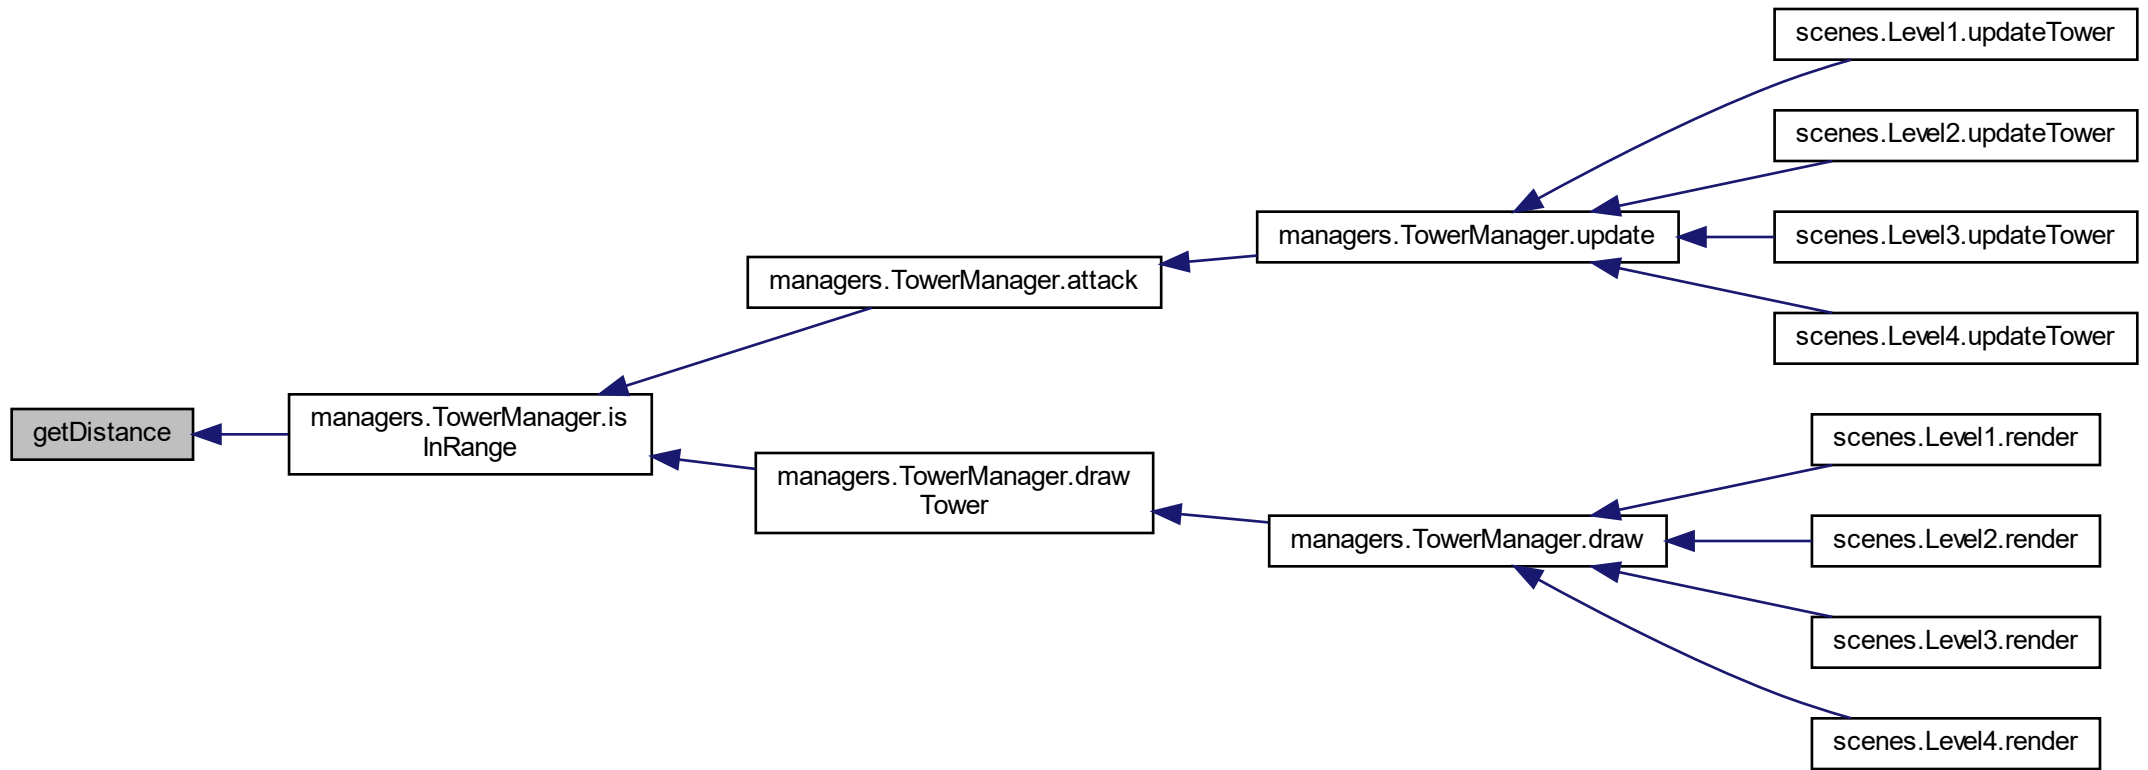 scenes.Level1.updateTower
scenes.Level2.updateTower
managers.TowerManager.update
scenes.Level3.updateTower
managers.TowerManager.attack
scenes.Level4.updateTower
getDistance
managers.TowerManager.is
InRange
scenes.Level1.render
managers.TowerManager.draw
Tower
managers.TowerManager.draw
scenes.Level2.render
scenes.Level3.render
scenes.Level4.render